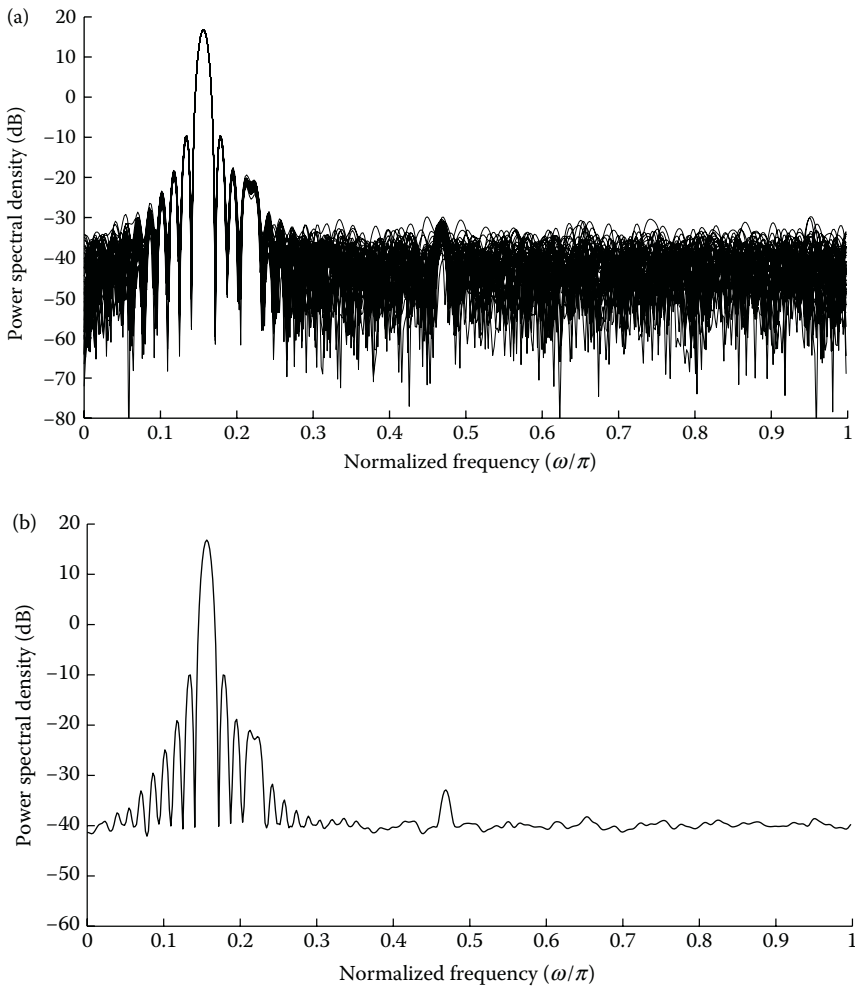 (a)
20
10
0
−10
−20
−30
−40
−50
−60
−70
−80
Power spectral density (dB)
0 0.1 0.2 0.3 0.4 0.5 0.6 0.7 0.8 0.9 1
Normalized frequency (ω/π)
(b)
20
10
0
−10
−20
−30
−40
−50
−60
Power spectral density (dB)
0 0.1 0.2 0.3 0.4 0.5 0.6 0.7 0.8 0.9 1
Normalized frequency (ω/π)